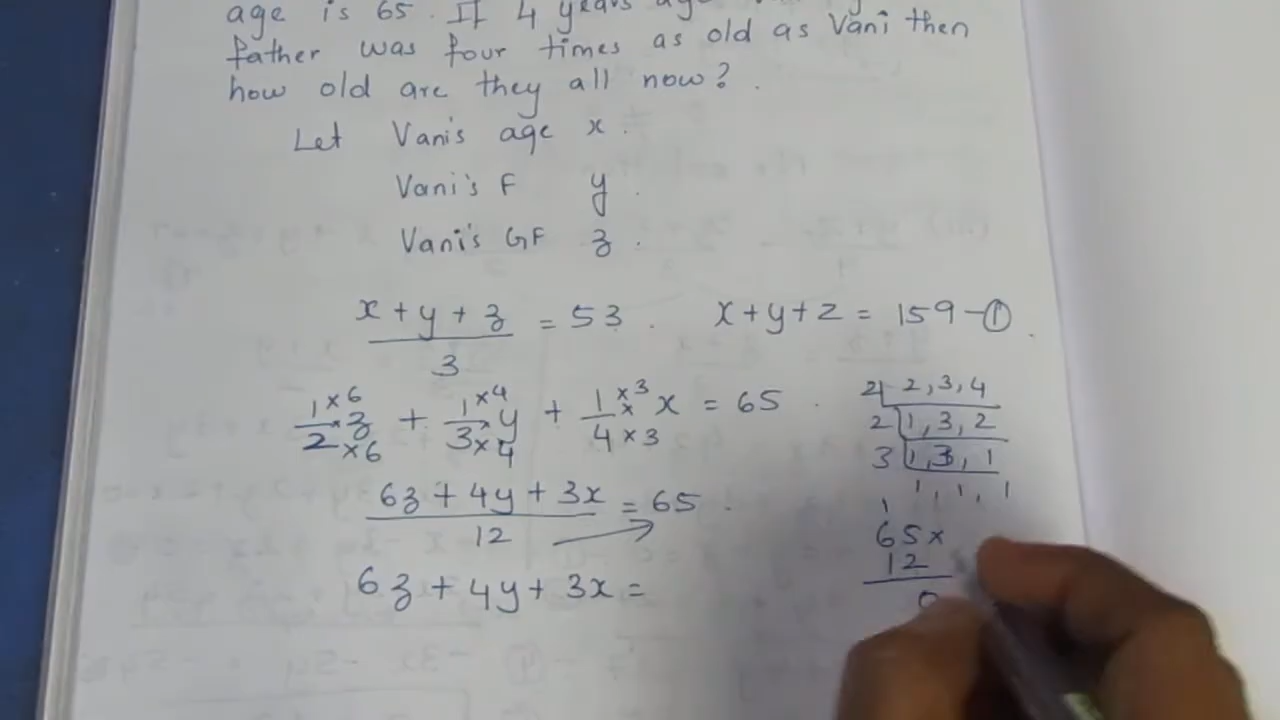 age is 65. If 4 years ago
father was four times as old as Vani then
how old are they all now?
Let Vani's age x.
Vani's F y.
Vani's GF z.
x + y + z / 3 = 53. x + y + z = 159 - ①
1×6/2×6 z + 1×4/3×4 y + 1×3/4×3 x = 65.
2 | 2, 3, 4
2 | 1, 3, 2
3 | 1, 3, 1
1, 1, 1
6z + 4y + 3x / 12 = 65.
6z + 4y + 3x =
1
65×
12
0